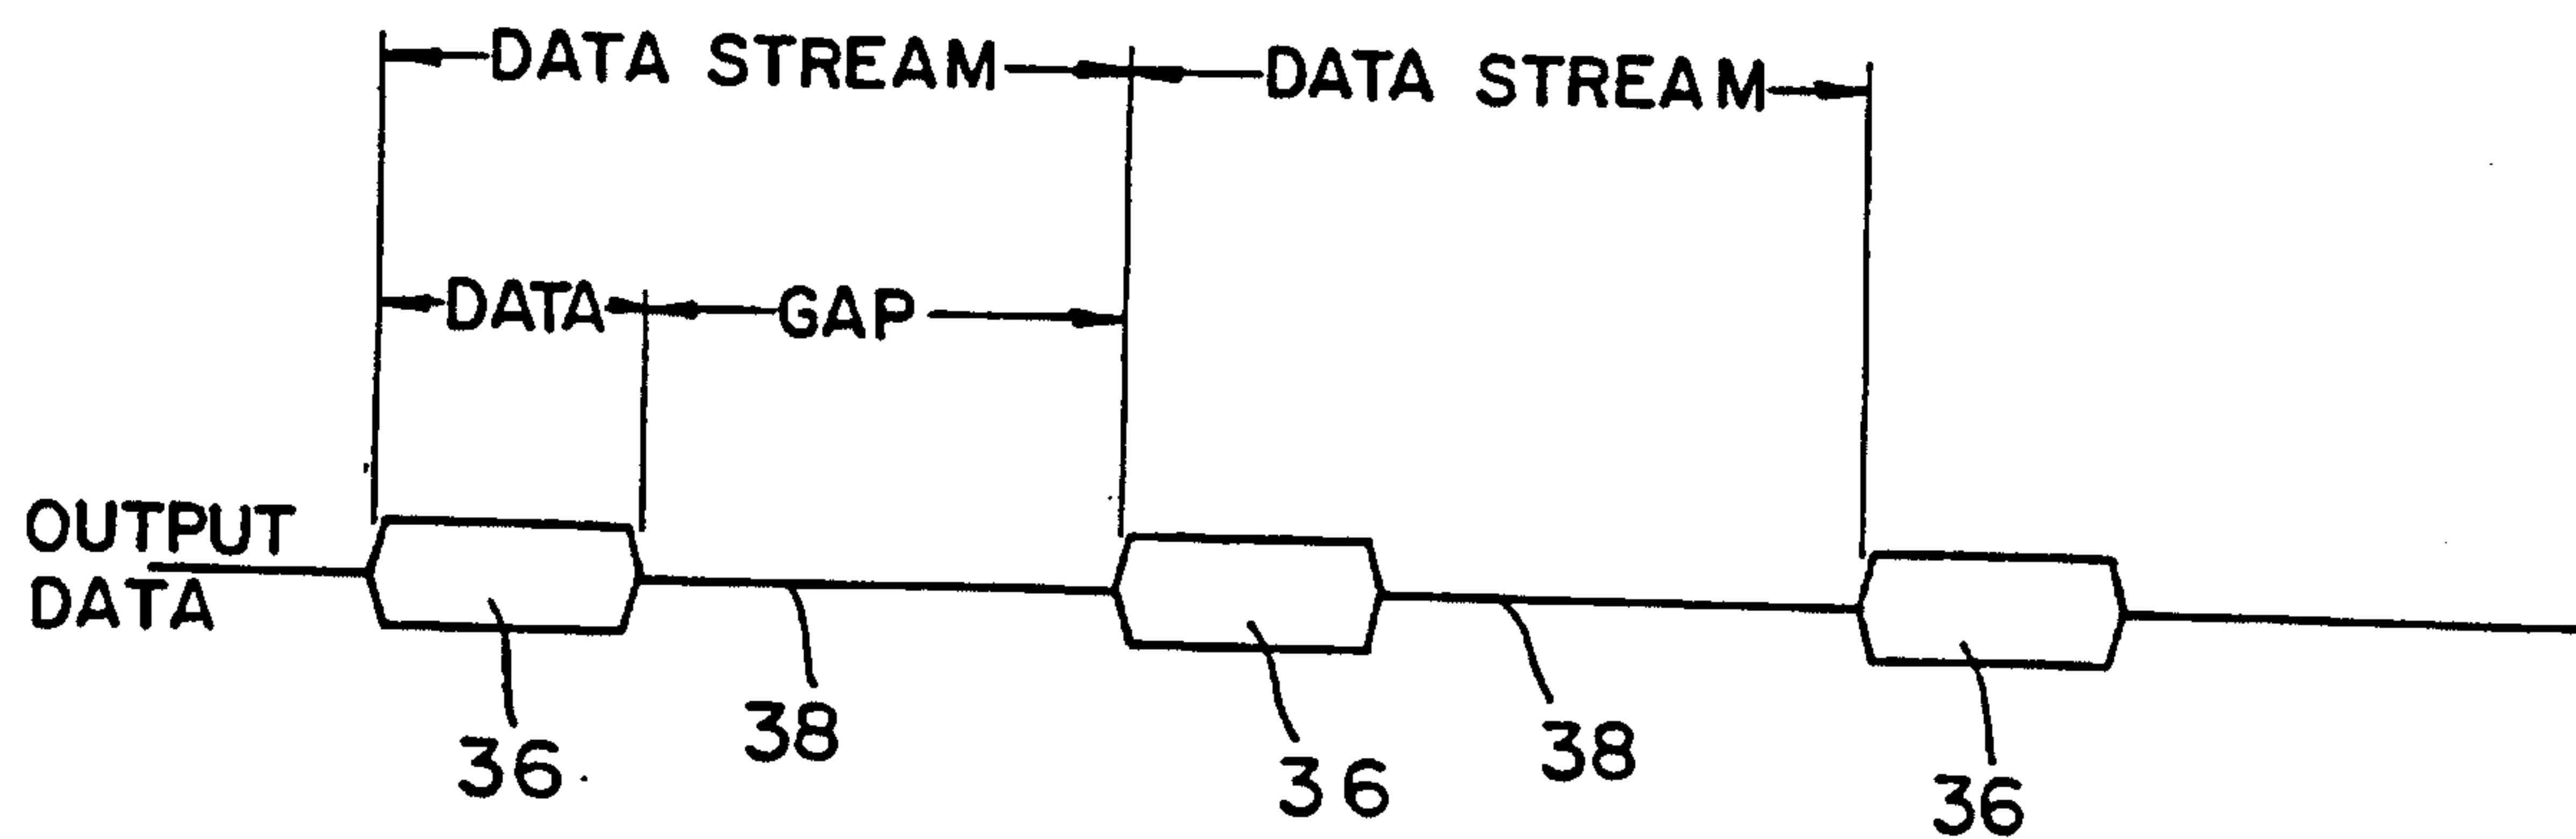 DATA STREAM DATA STREAM
DATA GAP
OUTPUT
DATA
36 38 36 38 36